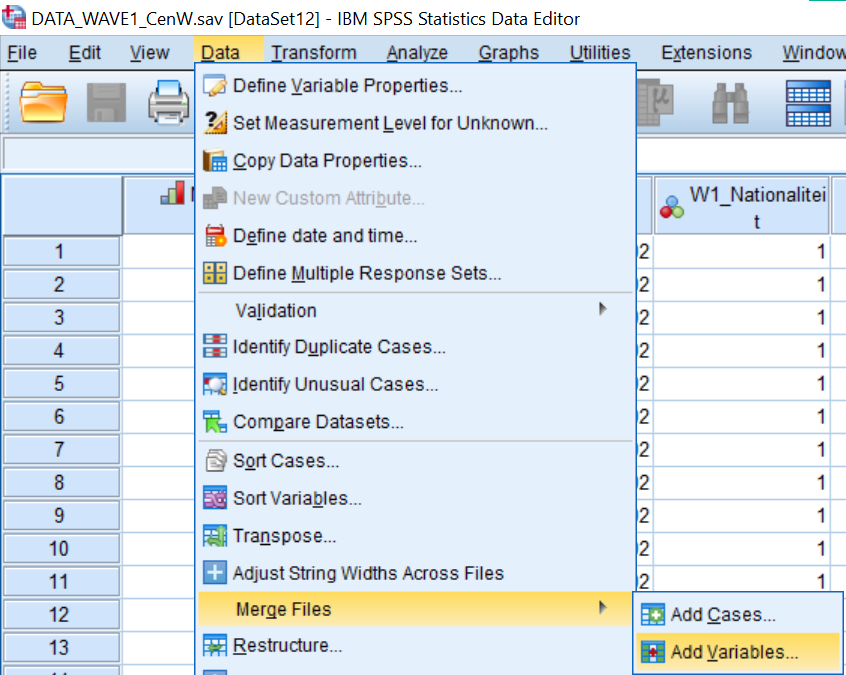 DATA_WAVE1_CenW.sav [DataSet12] - IBM SPSS Statistics Data Editor
File Edit View Data Transform Analyze Graphs Utilities Extensions Window
Define Variable Properties...
Set Measurement Level for Unknown...
Copy Data Properties...
New Custom Attribute...
Define date and time...
Define Multiple Response Sets...
Validation
Identify Duplicate Cases...
Identify Unusual Cases...
Compare Datasets...
Sort Cases...
Sort Variables...
Transpose...
Adjust String Widths Across Files
Merge Files
Restructure...
Add Cases...
Add Variables...
W1_Nationalitei
t
1 2 1
2 2 1
3 2 1
4 2 1
5 2 1
6 2 1
7 2 1
8 2 1
9 2 1
10 2 1
11 2 1
12
13